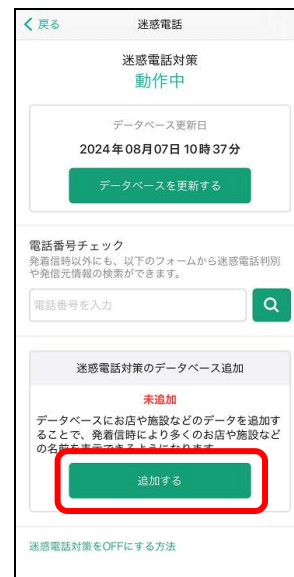 戻る 迷惑電話
迷惑電話対策
動作中
データベース更新日
2024年08月07日 10時37分
データベースを更新する
電話番号チェック
発着信時以外にも、以下のフォームから迷惑電話判別
や発信元情報の検索ができます。
電話番号を入力
迷惑電話対策のデータベース追加
未追加
データベースにお店や施設などのデータを追加す
ることで、発着信時により多くのお店や施設など
の名前を表示できるようになります。
追加する
迷惑電話対策をOFFにする方法